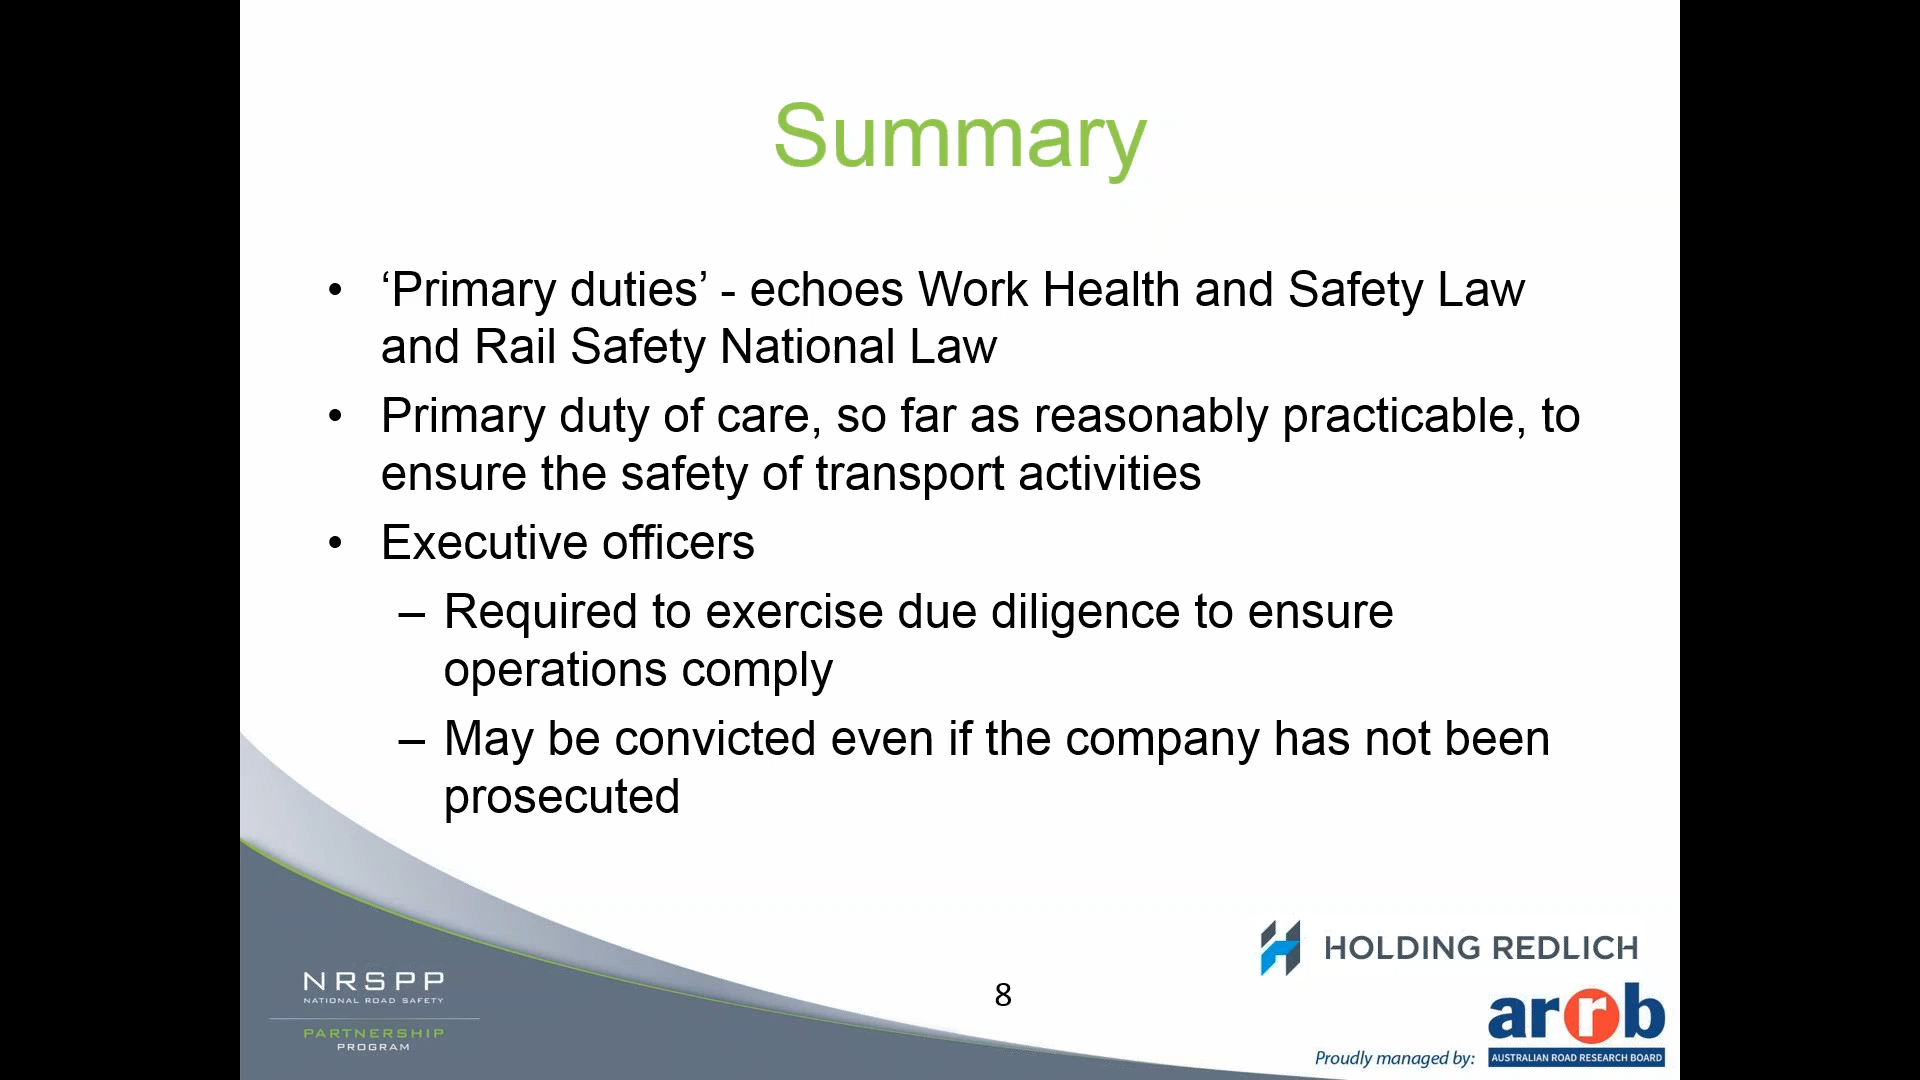 Summary
• ‘Primary duties’ - echoes Work Health and Safety Law
and Rail Safety National Law
• Primary duty of care, so far as reasonably practicable, to
ensure the safety of transport activities
• Executive officers
– Required to exercise due diligence to ensure
operations comply
– May be convicted even if the company has not been
prosecuted
NRSPP
NATIONAL ROAD SAFETY
PARTNERSHIP
PROGRAM
8
HOLDING REDLICH
arrb
Proudly managed by:
AUSTRALIAN ROAD RESEARCH BOARD